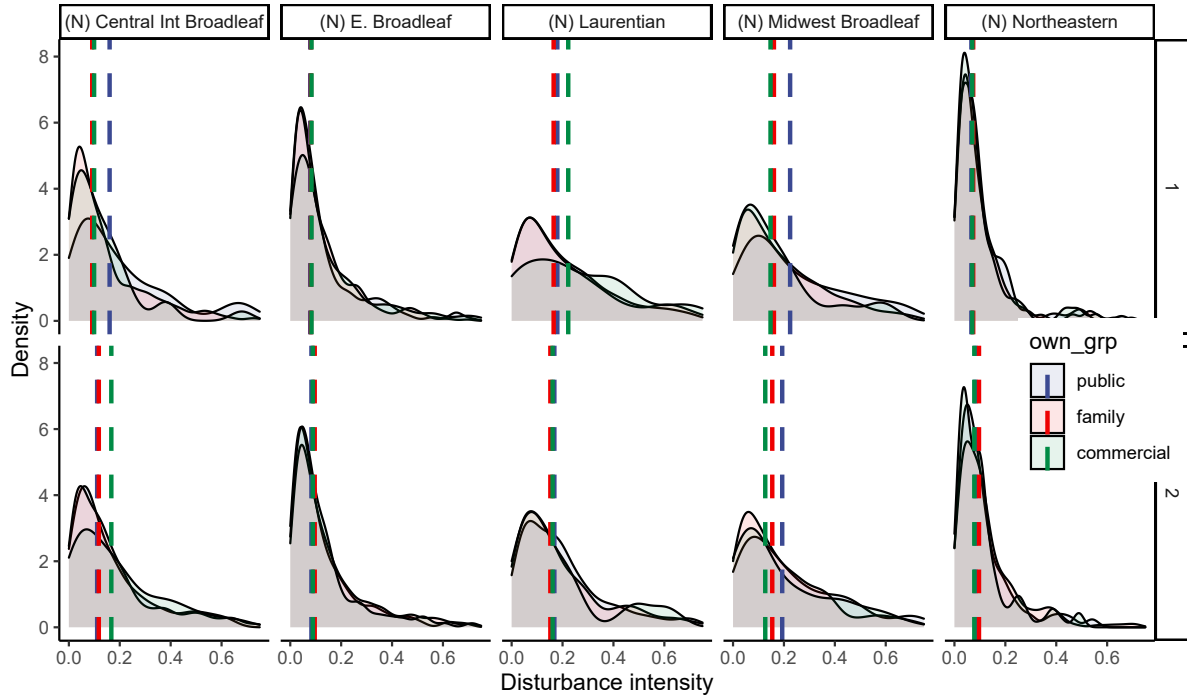 (N) Central Int Broadleaf
(N) E. Broadleaf
(N) Laurentian
(N) Midwest Broadleaf
(N) Northeastern
8
6
4
2
0
1
Density
8
6
4
2
0
2
own_grp
public
family
commercial
0.0 0.2 0.4 0.6
0.0 0.2 0.4 0.6
0.0 0.2 0.4 0.6
0.0 0.2 0.4 0.6
0.0 0.2 0.4 0.6
Disturbance intensity